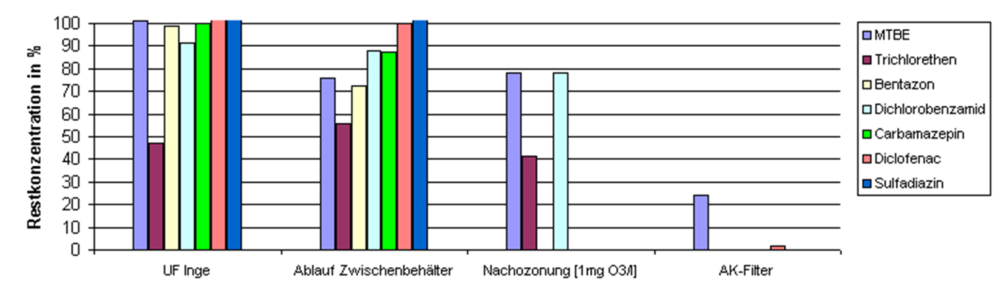 Restkonzentration in %
100
90
80
70
60
50
40
30
20
10
0
UF Inge
Ablauf Zwischenbehälter
Nachozonung [1mg O3/l]
AK-Filter
MTBE
Trichlorethen
Bentazon
Dichlorobenzamid
Carbamazepin
Diclofenac
Sulfadiazin